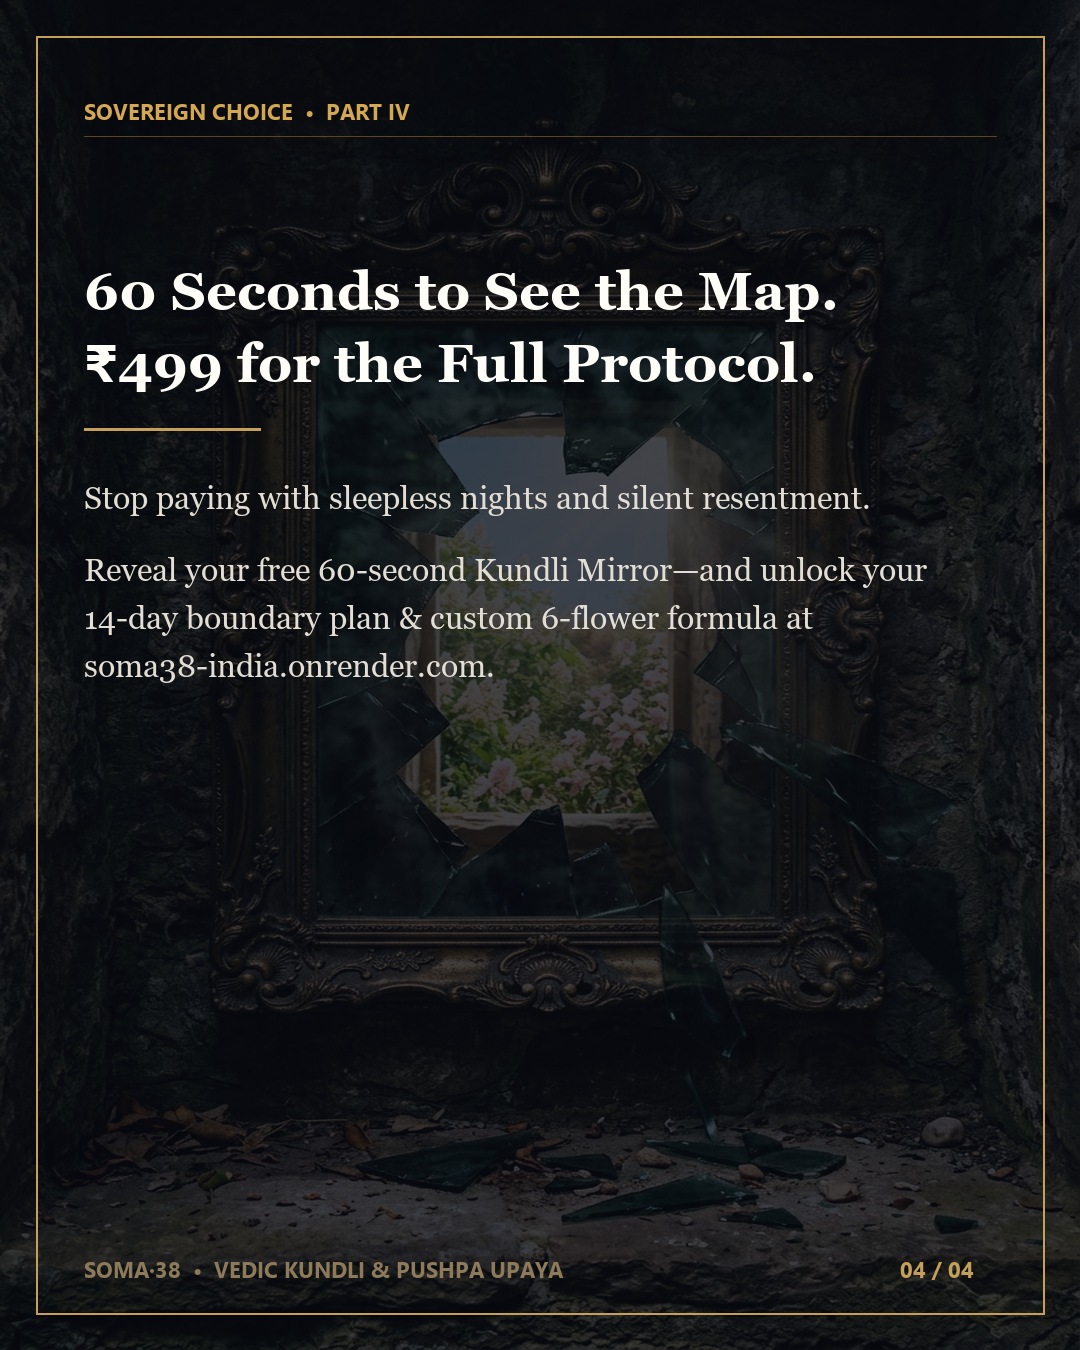 SOVEREIGN CHOICE • PART IV
60 Seconds to See the Map.
₹499 for the Full Protocol.
Stop paying with sleepless nights and silent resentment.
Reveal your free 60-second Kundli Mirror—and unlock your
14-day boundary plan & custom 6-flower formula at
soma38-india.onrender.com.
SOMA·38 • VEDIC KUNDLI & PUSHPA UPAYA
04 / 04